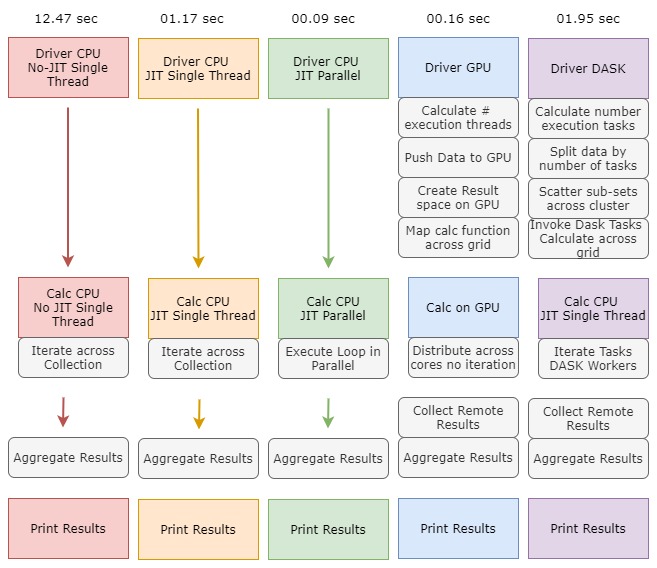 12.47 sec
01.17 sec
00.09 sec
00.16 sec
01.95 sec
Driver CPU
No-JIT Single
Thread
Driver CPU
JIT Single Thread
Driver CPU
JIT Parallel
Driver GPU
Driver DASK
Calculate #
execution threads
Push Data to GPU
Create Result
space on GPU
Map calc function
across grid
Calculate number
execution tasks
Split data by
number of tasks
Scatter sub-sets
across cluster
Invoke Dask Tasks
Calculate across
grid
Calc CPU
No JIT Single
Thread
Calc CPU
JIT Single Thread
Calc CPU
JIT Parallel
Calc on GPU
Calc CPU
JIT Single Thread
Iterate across
Collection
Iterate across
Collection
Execute Loop in
Parallel
Distribute across
cores no iteration
Iterate Tasks
DASK Workers
Collect Remote
Results
Collect Remote
Results
Aggregate Results
Aggregate Results
Aggregate Results
Aggregate Results
Aggregate Results
Print Results
Print Results
Print Results
Print Results
Print Results